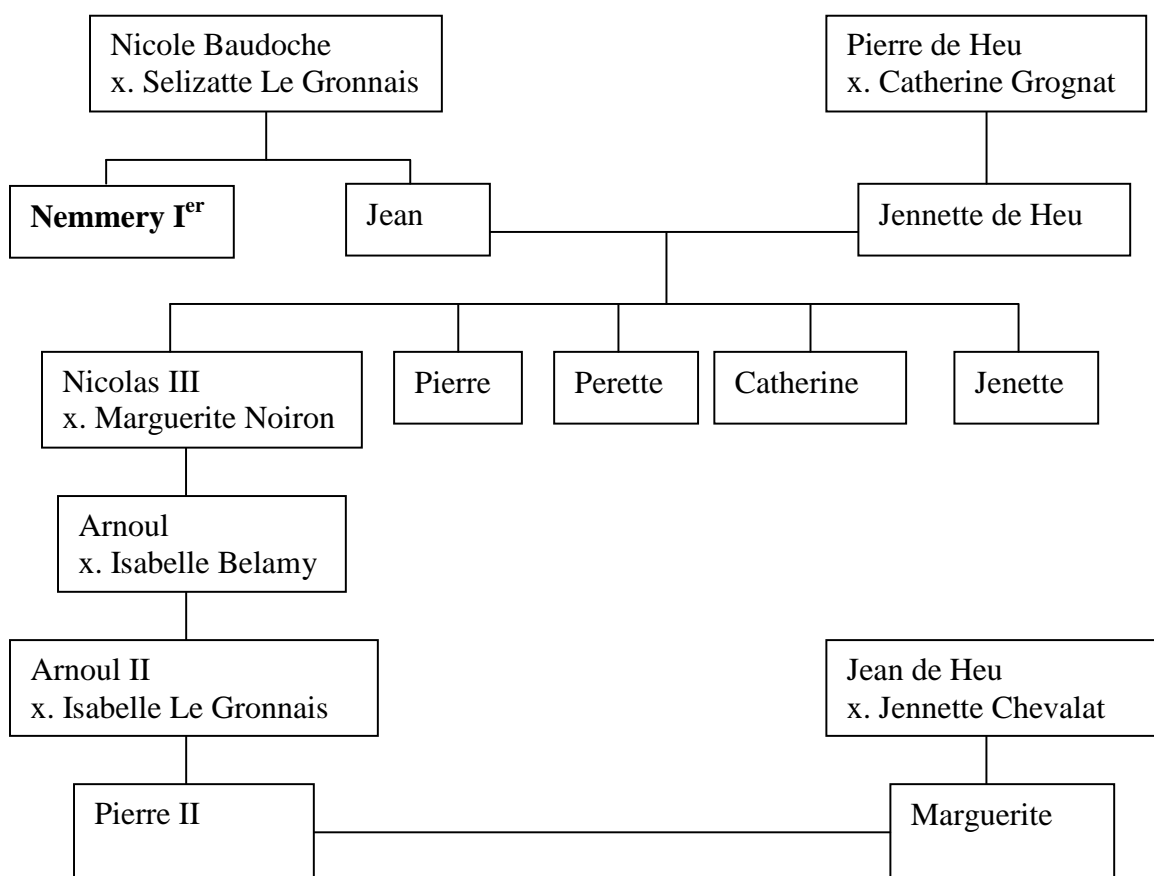 Nicole Baudoche
x. Selizatte Le Gronnais
Pierre de Heu
x. Catherine Grognat
Nemmery Ier
Jean
Jennette de Heu
Nicolas III
x. Marguerite Noiron
Pierre
Perette
Catherine
Jenette
Arnoul
x. Isabelle Belamy
Arnoul II
x. Isabelle Le Gronnais
Jean de Heu
x. Jennette Chevalat
Pierre II
Marguerite